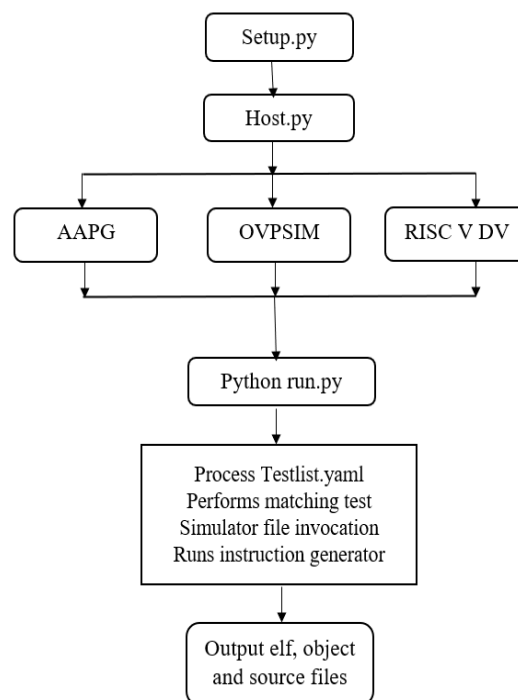 Setup.py
Host.py
AAPG
OVPSIM
RISC V DV
Python run.py
Process Testlist.yaml
Performs matching test
Simulator file invocation
Runs instruction generator
Output elf, object
and source files